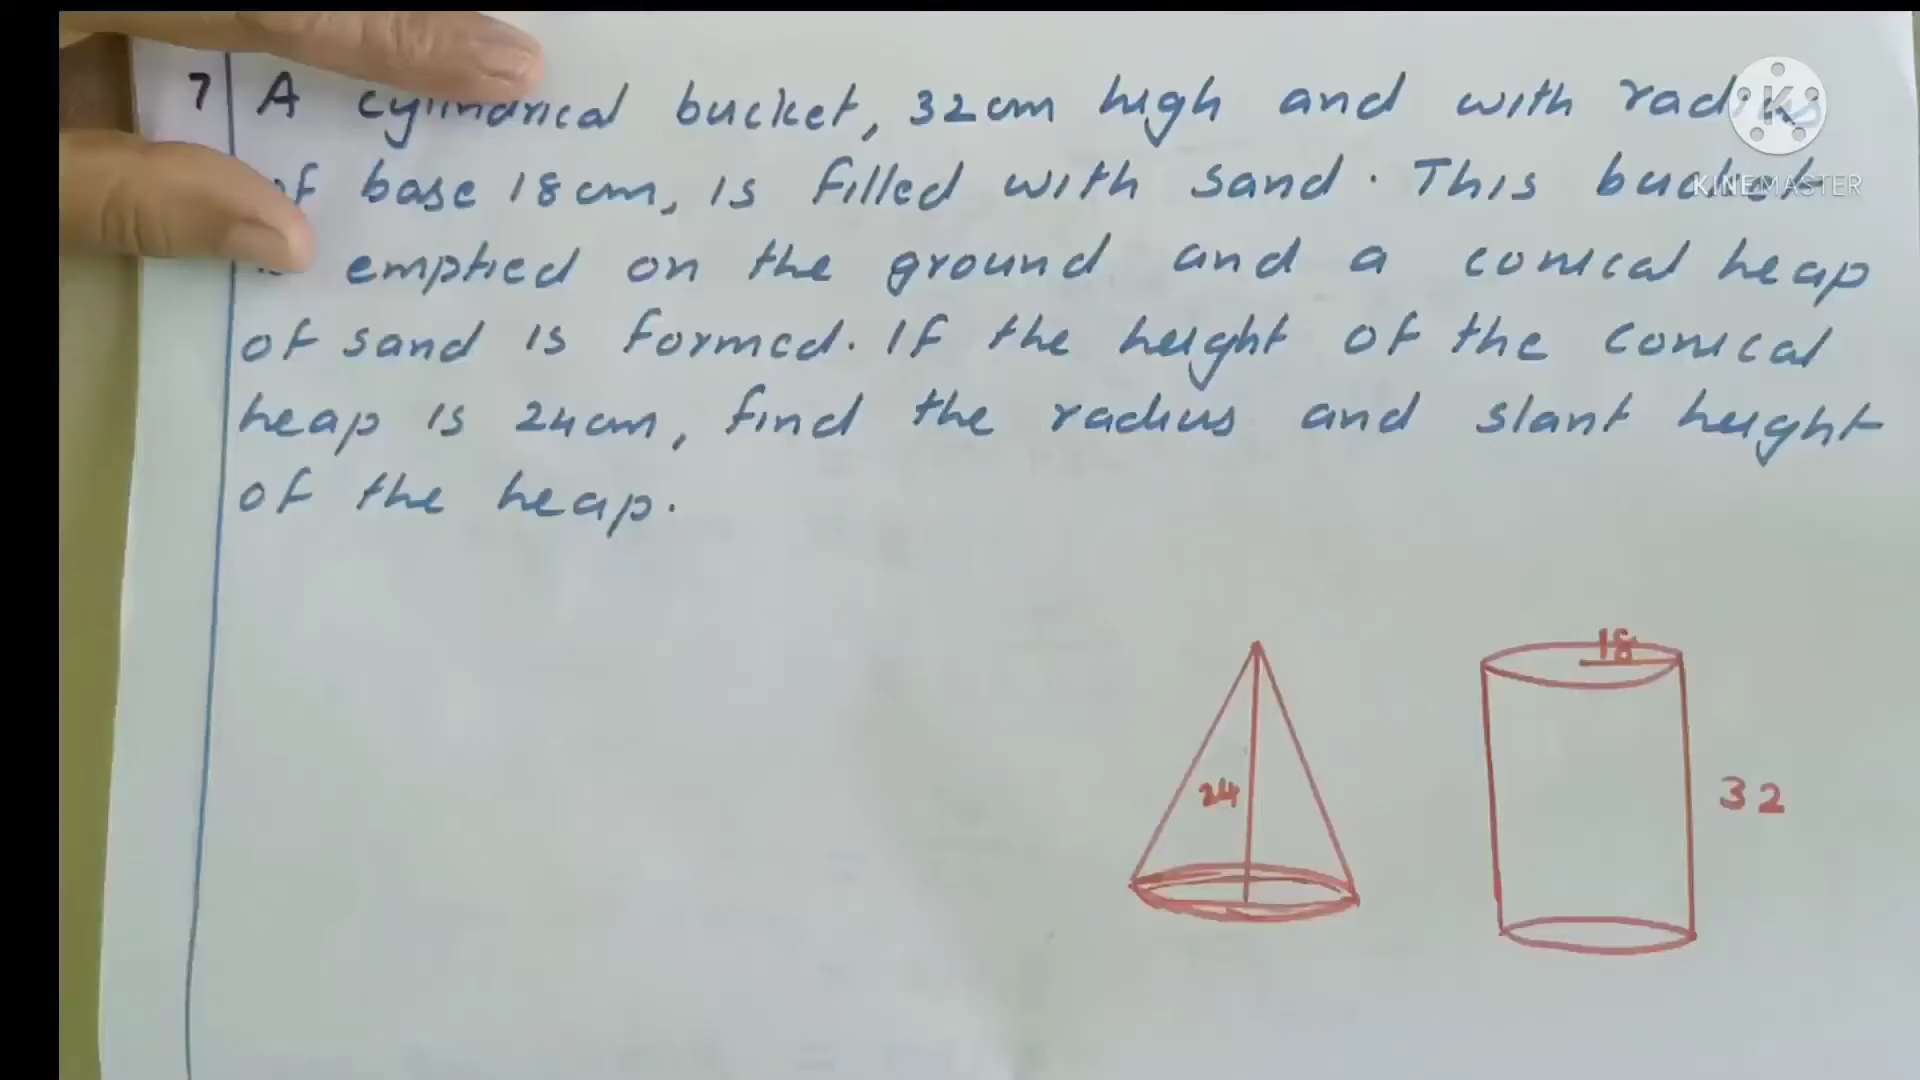 7 A cylindrical bucket, 32cm high and with radius
of base 18cm, is filled with sand. This bucket
emptied on the ground and a conical heap
of sand is formed. If the height of the conical
heap is 24cm, find the radius and slant height
of the heap.
18
24
32
K
KINEMASTER